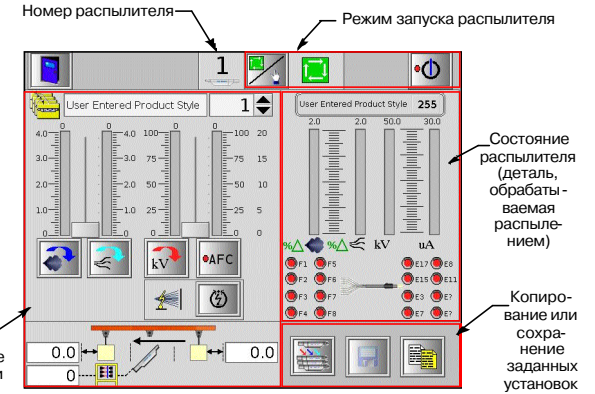 Номер распылителя
Режим запуска распылителя
1
User Entered Product Style 1
User Entered Product Style 255
0 0 0 0
4.0 4.0 100 100 20
3.0 3.0 75 75 15
2.0 2.0 50 50 10
1.0 1.0 25 25 5
0 0 0
2.0 2.0 50.0 30.0
%△ %△ kV uA
kV
AFC
F1 F5 E17 E8
F2 F6 E15 E11
F3 F7 E3 E?
F4 F8 E7 E?
0.0 0.0
0
Состояние
распылителя
(деталь,
обрабаты-
ваемая
распыле-
нием)
Копиро-
вание или
сохра-
нение
заданных
установок
е
и